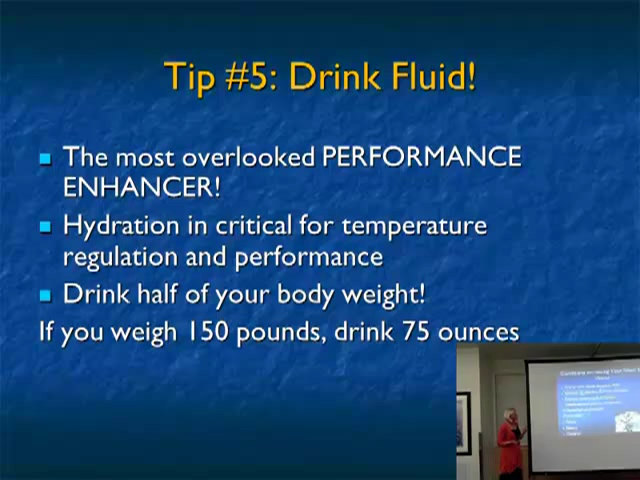 Tip #5: Drink Fluid!
The most overlooked PERFORMANCE
ENHANCER!
Hydration in critical for temperature
regulation and performance
Drink half of your body weight!
If you weigh 150 pounds, drink 75 ounces